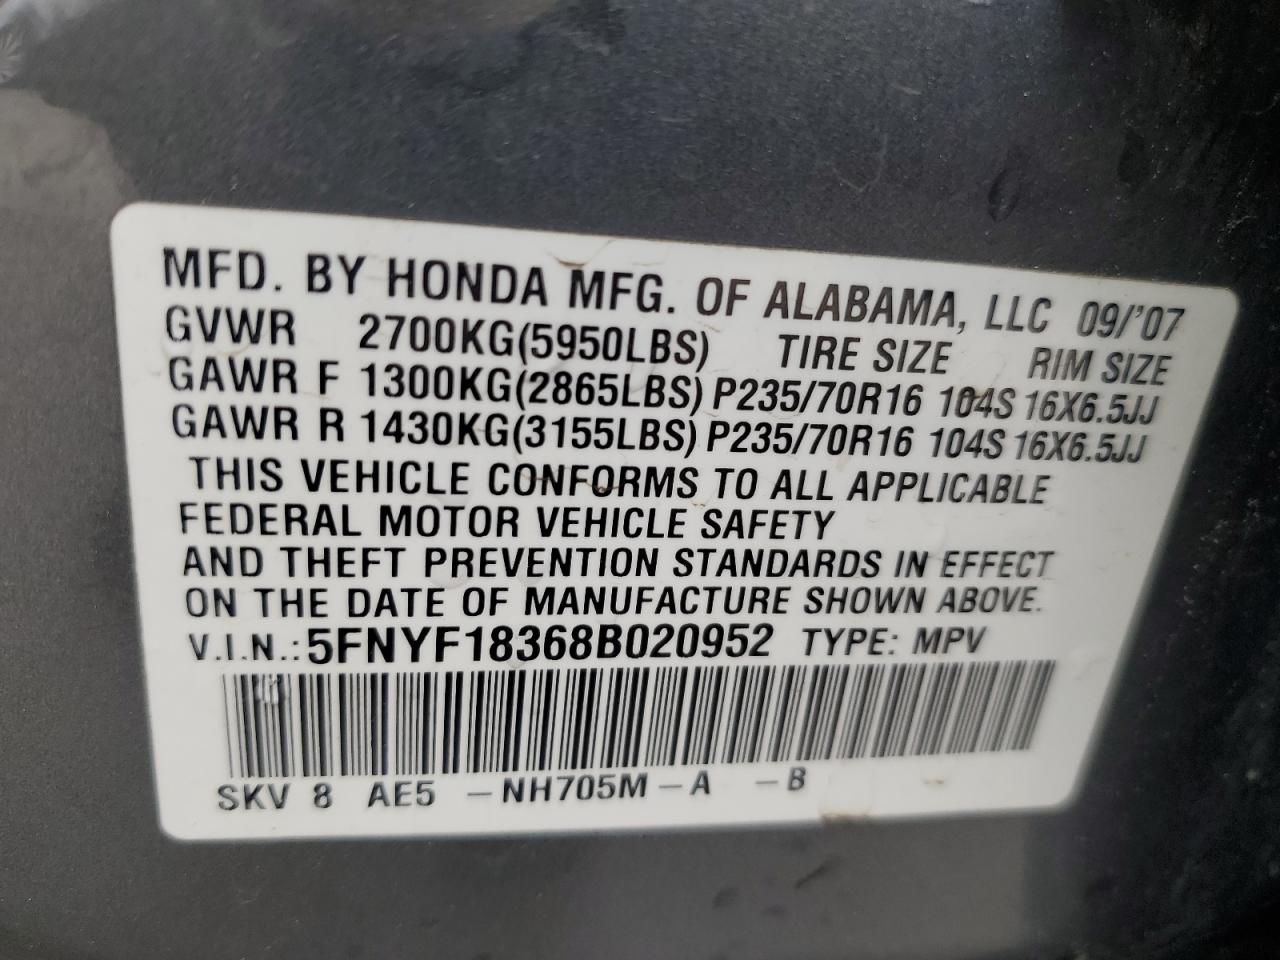 MFD. BY HONDA MFG. OF ALABAMA, LLC 09/'07
GVWR 2700KG(5950LBS) TIRE SIZE RIM SIZE
GAWR F 1300KG(2865LBS) P235/70R16 104S 16X6.5JJ
GAWR R 1430KG(3155LBS) P235/70R16 104S 16X6.5JJ
THIS VEHICLE CONFORMS TO ALL APPLICABLE
FEDERAL MOTOR VEHICLE SAFETY
AND THEFT PREVENTION STANDARDS IN EFFECT
ON THE DATE OF MANUFACTURE SHOWN ABOVE.
V.I.N.: 5FNYF18368B020952 TYPE: MPV
SKV 8 AE5 -NH705M-A -B